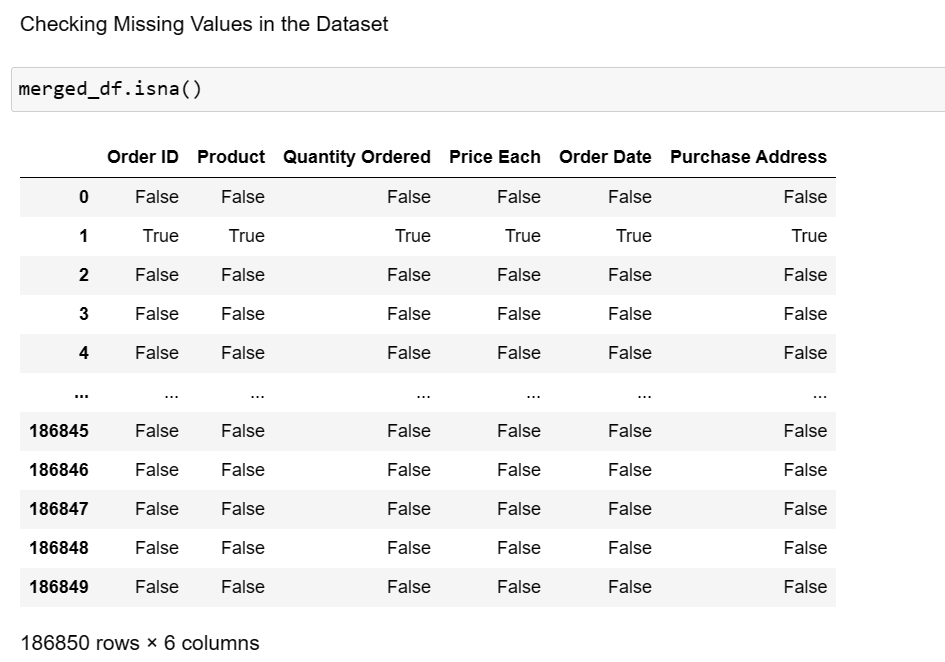 Checking Missing Values in the Dataset
merged_df.isna()
Order ID Product Quantity Ordered Price Each Order Date Purchase Address
0 False False False False False False
1 True True True True True True
2 False False False False False False
3 False False False False False False
4 False False False False False False
... ... ... ... ... ... ...
186845 False False False False False False
186846 False False False False False False
186847 False False False False False False
186848 False False False False False False
186849 False False False False False False
186850 rows × 6 columns